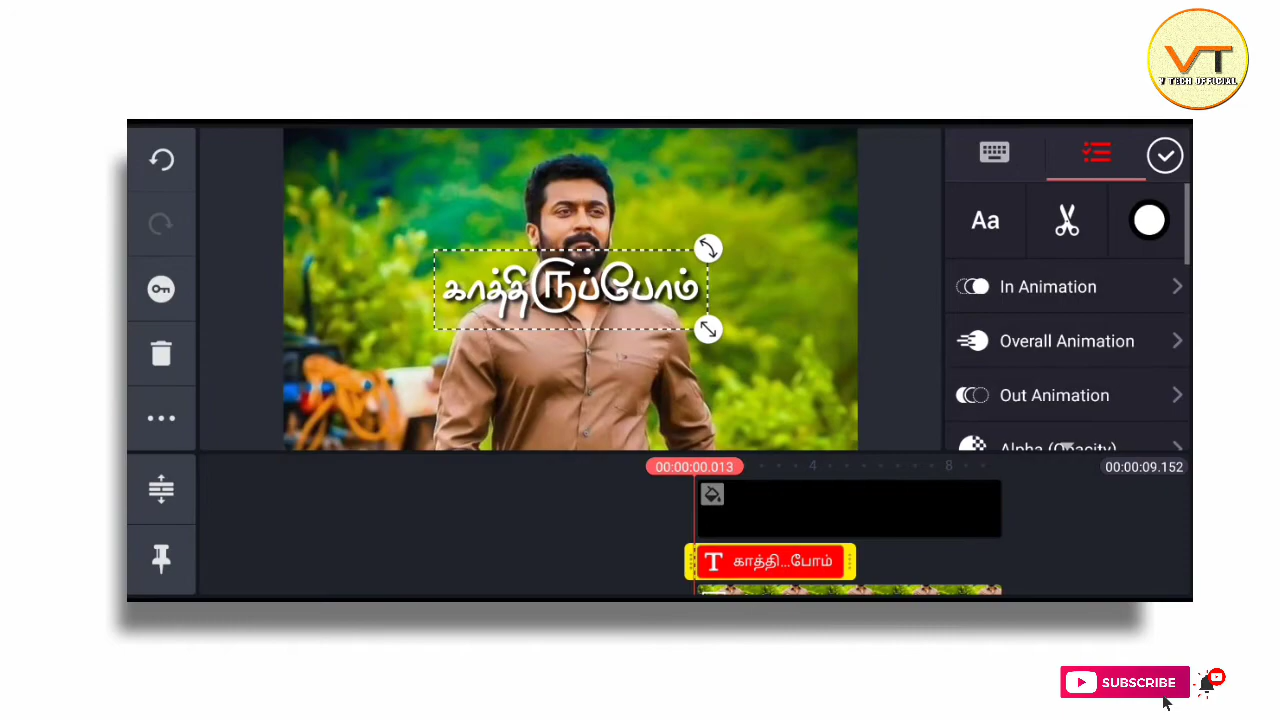 VT
V TECH OFFICIAL
காத்திருப்போம்
Aa
In Animation
Overall Animation
Out Animation
Alpha (Opacity)
00:00:00.013
4
8
00:00:09.152
T காத்தி...போம்
SUBSCRIBE